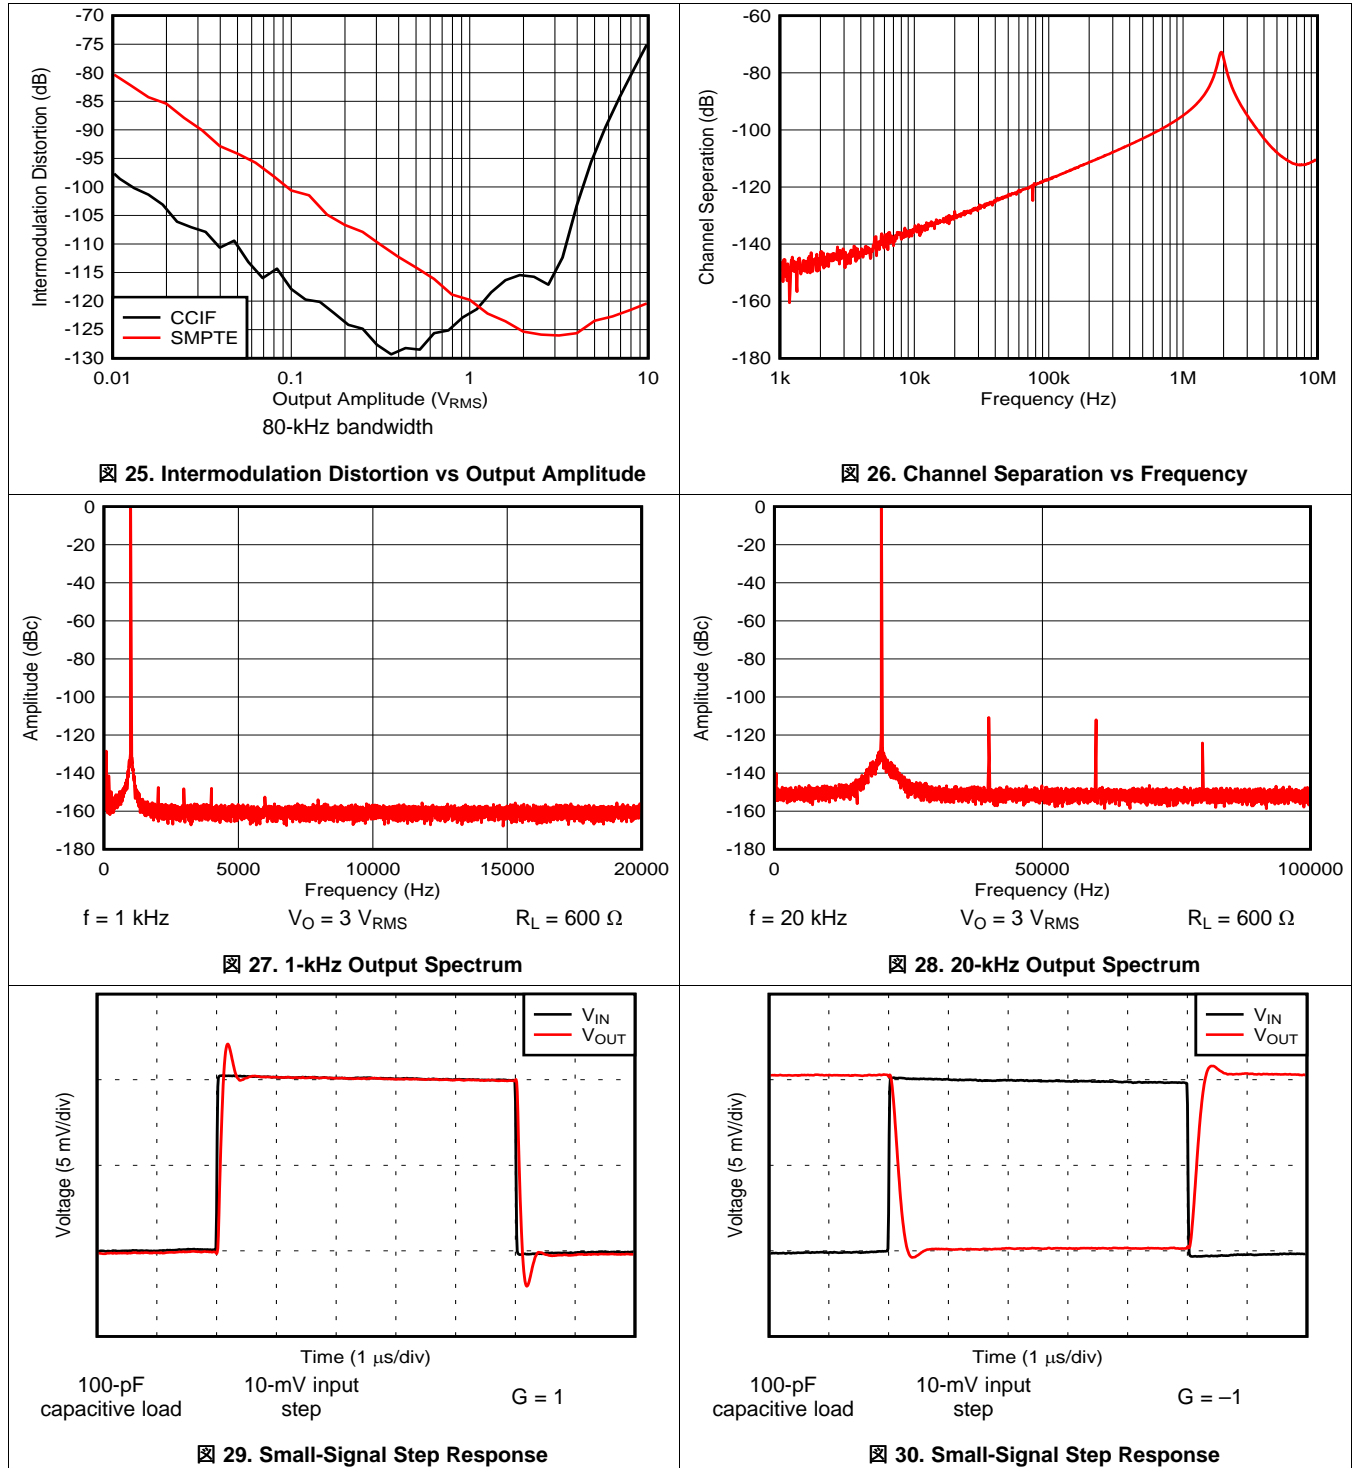 -70
-75
-80
-85
-90
-95
-100
-105
-110
-115
-120
-125
-130
Intermodulation Distortion (dB)
CCIF
SMPTE
0.01 0.1 1 10
Output Amplitude (VRMS)
80-kHz bandwidth
図 25. Intermodulation Distortion vs Output Amplitude
-60
-80
-100
-120
-140
-160
-180
Channel Seperation (dB)
1k 10k 100k 1M 10M
Frequency (Hz)
図 26. Channel Separation vs Frequency
0
-20
-40
-60
-80
-100
-120
-140
-160
-180
Amplitude (dBc)
0 5000 10000 15000 20000
Frequency (Hz)
f = 1 kHz VO = 3 VRMS RL = 600 Ω
図 27. 1-kHz Output Spectrum
0
-20
-40
-60
-80
-100
-120
-140
-160
-180
Amplitude (dBc)
0 50000 100000
Frequency (Hz)
f = 20 kHz VO = 3 VRMS RL = 600 Ω
図 28. 20-kHz Output Spectrum
VIN
VOUT
Voltage (5 mV/div)
Time (1 μs/div)
100-pF
capacitive load
10-mV input
step
G = 1
図 29. Small-Signal Step Response
VIN
VOUT
Voltage (5 mV/div)
Time (1 μs/div)
100-pF
capacitive load
10-mV input
step
G = –1
図 30. Small-Signal Step Response